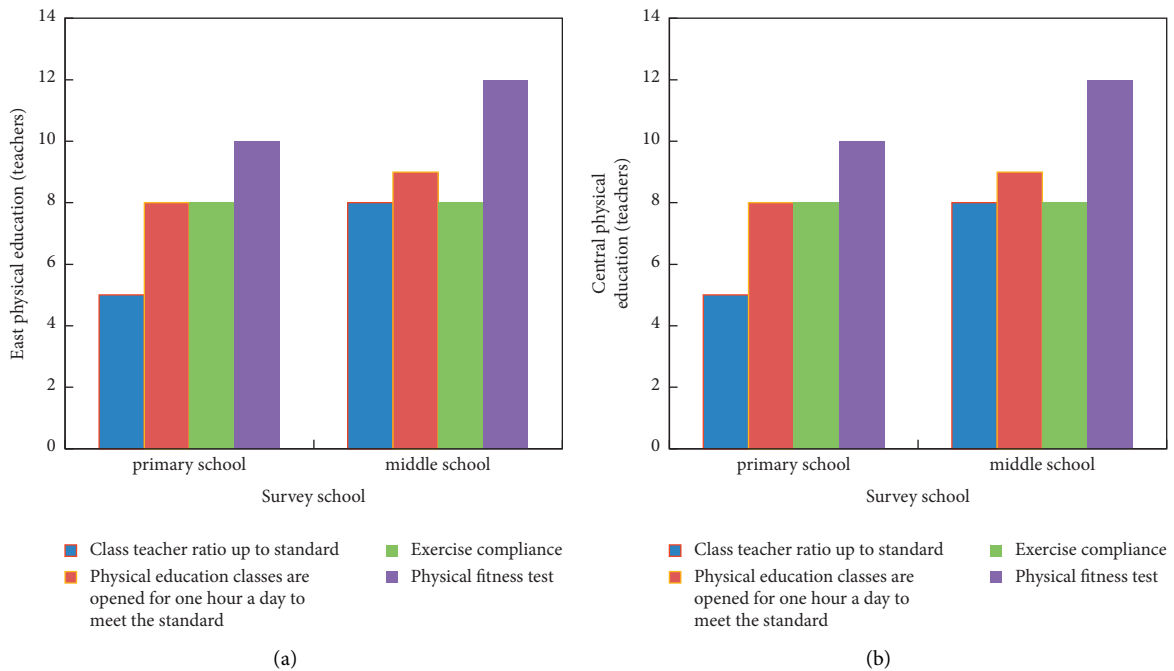 East physical education (teachers)
14
12
10
8
6
4
2
0
primary school
middle school
Survey school
Class teacher ratio up to standard
Physical education classes are
opened for one hour a day to
meet the standard
Exercise compliance
Physical fitness test
(a)
Central physical
education (teachers)
14
12
10
8
6
4
2
0
primary school
middle school
Survey school
Class teacher ratio up to standard
Physical education classes are
opened for one hour a day to
meet the standard
Exercise compliance
Physical fitness test
(b)